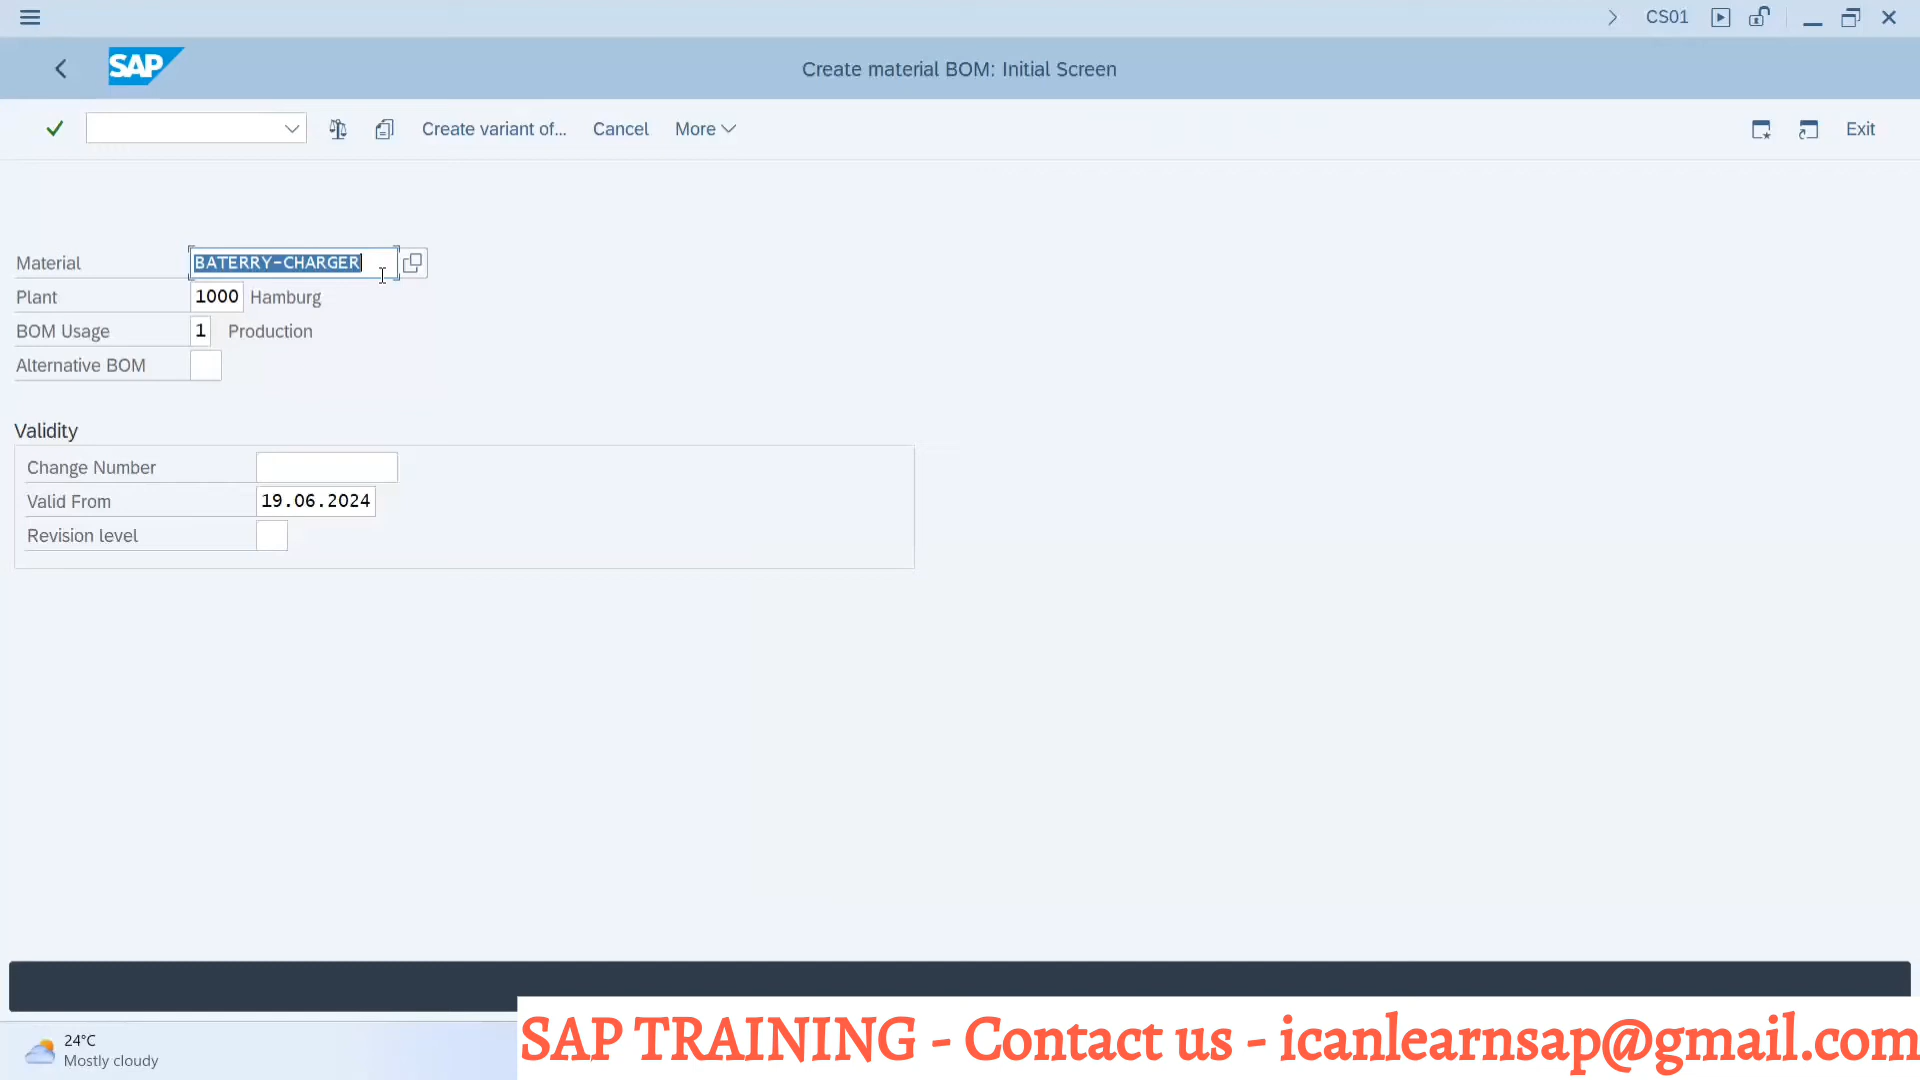 CS01
SAP
Create material BOM: Initial Screen
Create variant of... Cancel More Exit
Material BATERRY-CHARGER
Plant 1000 Hamburg
BOM Usage 1 Production
Alternative BOM
Validity
Change Number
Valid From 19.06.2024
Revision level
24°C
Mostly cloudy
SAP TRAINING - Contact us - icanlearnsap@gmail.com